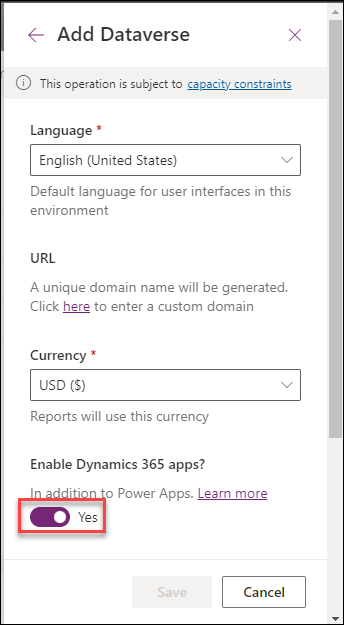 Add Dataverse
This operation is subject to capacity constraints
Language *
English (United States)
Default language for user interfaces in this
environment
URL
A unique domain name will be generated.
Click here to enter a custom domain
Currency *
USD ($)
Reports will use this currency
Enable Dynamics 365 apps?
In addition to Power Apps. Learn more
Yes
Save Cancel